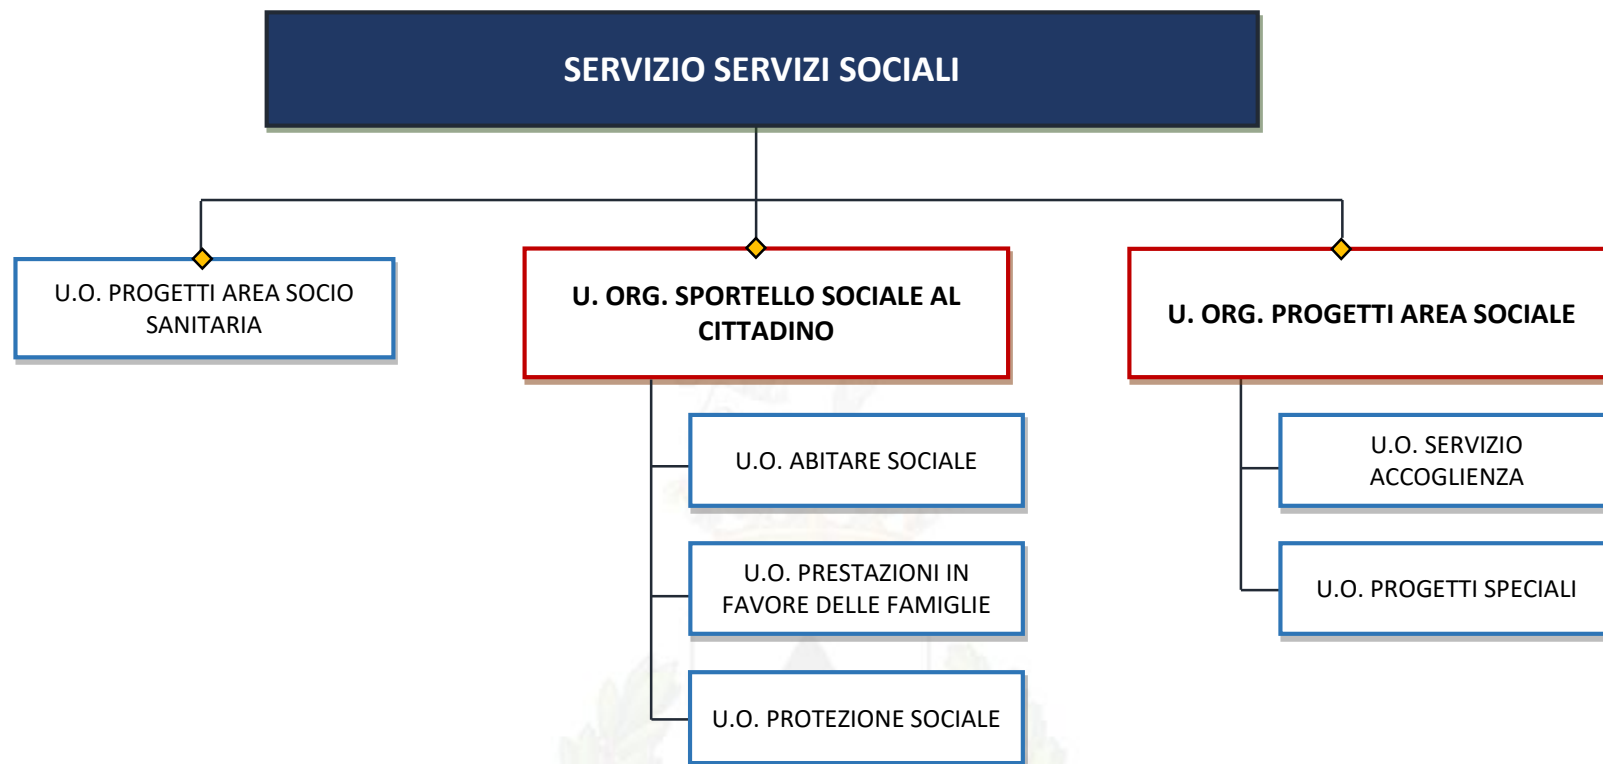 SERVIZIO SERVIZI SOCIALI
U.O. PROGETTI AREA SOCIO
SANITARIA
U. ORG. SPORTELLO SOCIALE AL
CITTADINO
U. ORG. PROGETTI AREA SOCIALE
U.O. ABITARE SOCIALE
U.O. PRESTAZIONI IN
FAVORE DELLE FAMIGLIE
U.O. PROTEZIONE SOCIALE
U.O. SERVIZIO
ACCOGLIENZA
U.O. PROGETTI SPECIALI